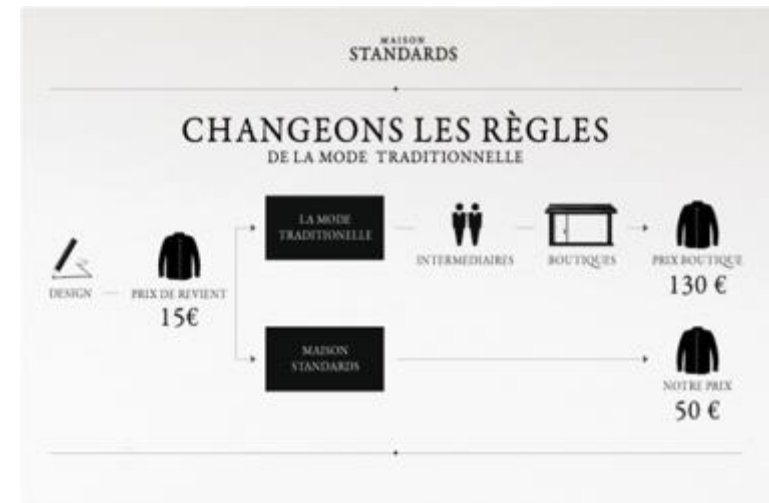 MAISON
STANDARDS
CHANGEONS LES RÈGLES
DE LA MODE TRADITIONNELLE
LA MODE
TRADITIONELLE
INTERMEDIAIRES
BOUTIQUES
PRIX BOUTIQUE
130 €
DESIGN
PRIX DE REVIENT
15€
MAISON
STANDARDS
NOTRE PRIX
50 €